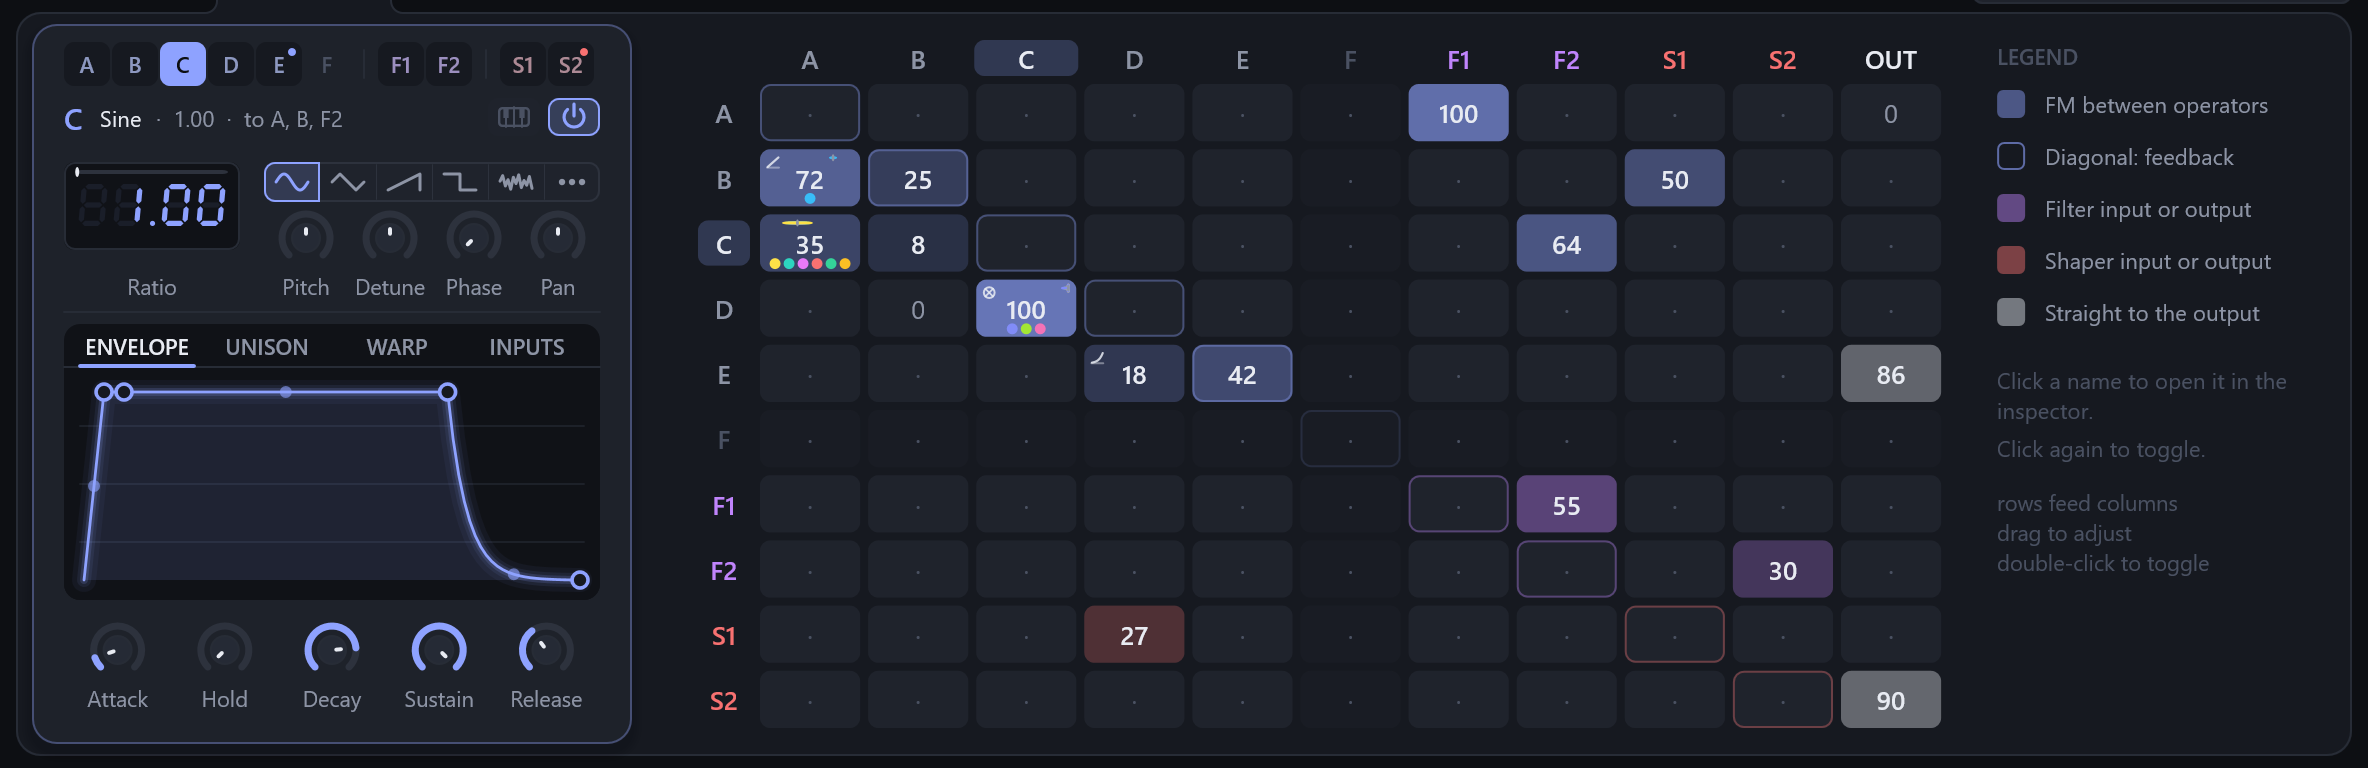 A B C D E F F1 F2 S1 S2
C Sine · 1.00 · to A, B, F2
1.00
Ratio Pitch Detune Phase Pan
ENVELOPE UNISON WARP INPUTS
Attack Hold Decay Sustain Release
A B C D E F F1 F2 S1 S2 OUT
A 100 0
B 72 25 50
C 35 8 64
D 0 100
E 18 42 86
F
F1 55
F2 30
S1 27
S2 90
LEGEND
FM between operators
Diagonal: feedback
Filter input or output
Shaper input or output
Straight to the output
Click a name to open it in the
inspector.
Click again to toggle.
rows feed columns
drag to adjust
double-click to toggle